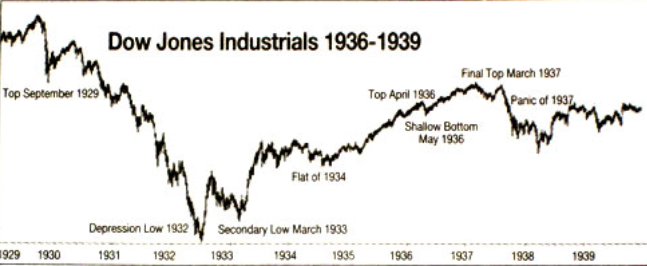 Dow Jones Industrials 1936-1939
Final Top March 1937
Top September 1929
Top April 1936
Panic of 1937
Shallow Bottom
May 1936
Flat of 1934
Depression Low 1932
Secondary Low March 1933
1929 1930 1931 1932 1933 1934 1935 1936 1937 1938 1939